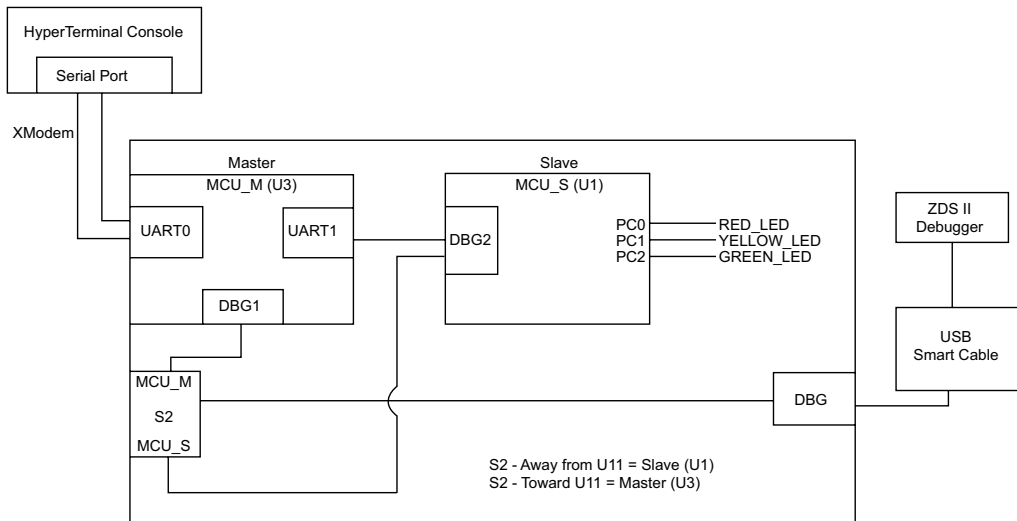 HyperTerminal Console
Serial Port
XModem
Master
MCU_M (U3)
UART0
UART1
DBG1
Slave
MCU_S (U1)
DBG2
PC0
RED_LED
PC1
YELLOW_LED
PC2
GREEN_LED
ZDS II
Debugger
USB
Smart Cable
MCU_M
S2
MCU_S
DBG
S2 - Away from U11 = Slave (U1)
S2 - Toward U11 = Master (U3)